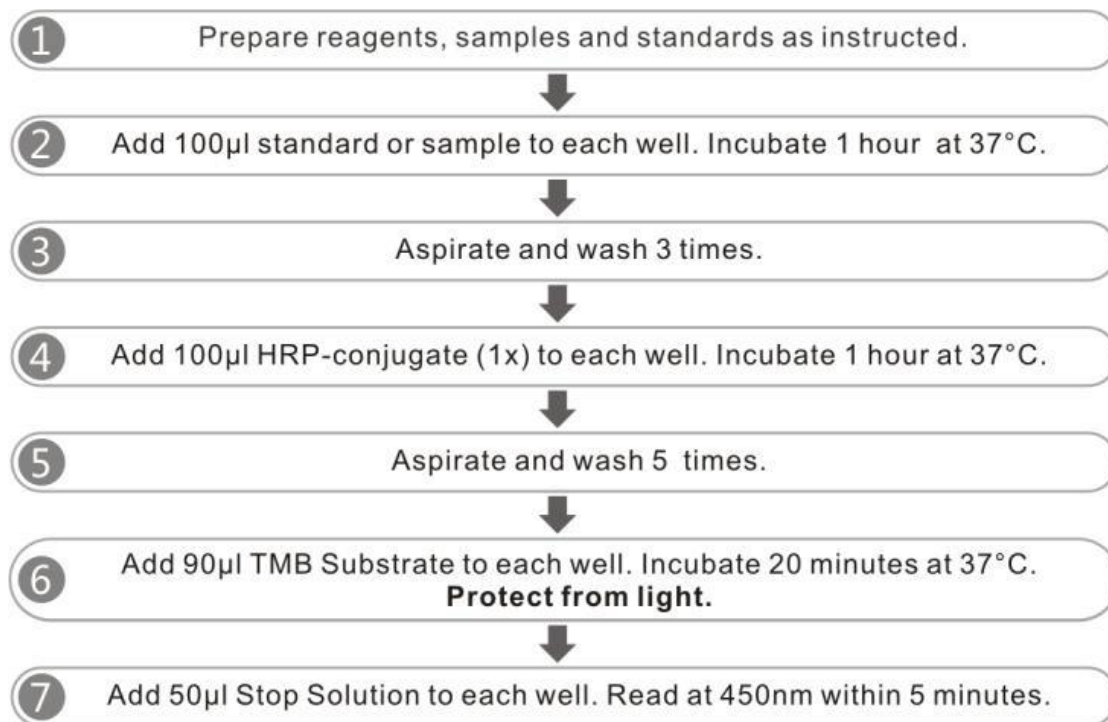 1 Prepare reagents, samples and standards as instructed.
2 Add 100µl standard or sample to each well. Incubate 1 hour at 37°C.
3 Aspirate and wash 3 times.
4 Add 100µl HRP-conjugate (1x) to each well. Incubate 1 hour at 37°C.
5 Aspirate and wash 5 times.
6 Add 90µl TMB Substrate to each well. Incubate 20 minutes at 37°C.
Protect from light.
7 Add 50µl Stop Solution to each well. Read at 450nm within 5 minutes.